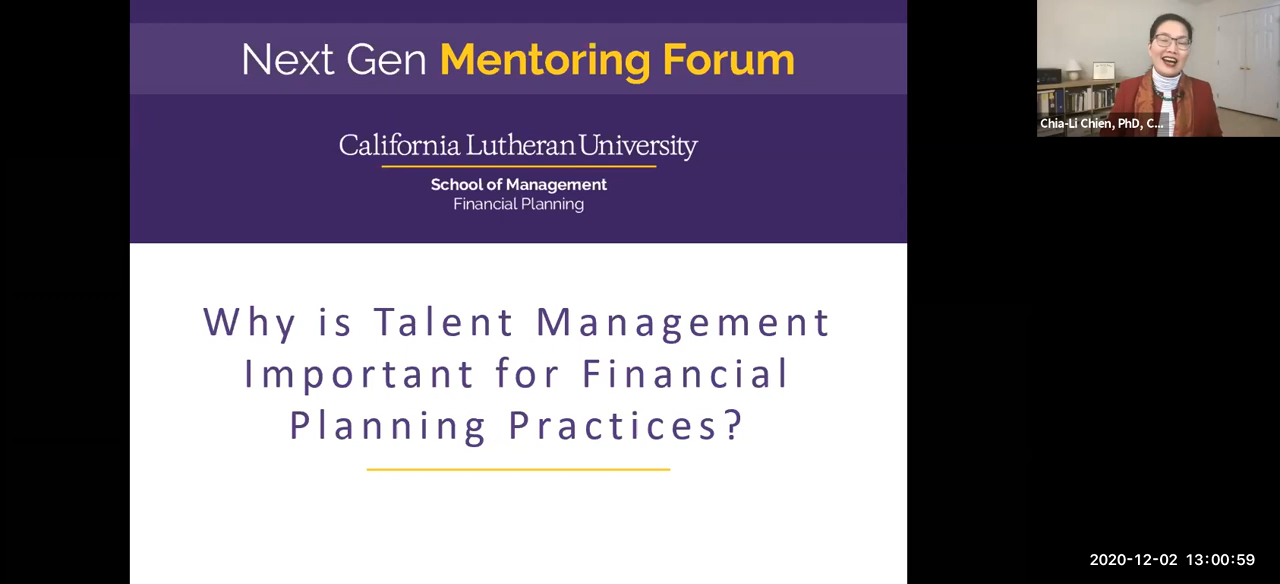 Next Gen Mentoring Forum
California Lutheran University
School of Management
Financial Planning
Why is Talent Management
Important for Financial
Planning Practices?
Chia-Li Chien, PhD, C...
2020-12-02 13:00:59